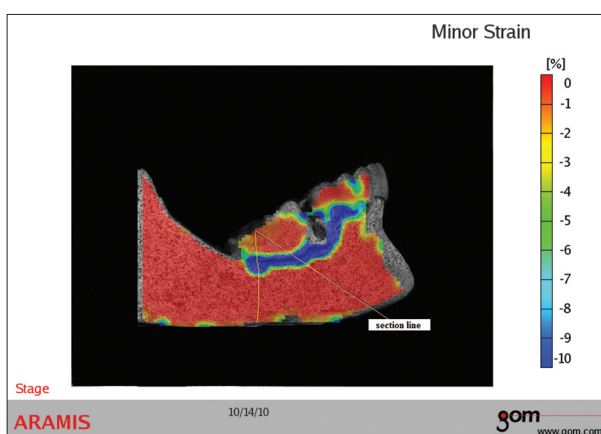 Minor Strain
[%]
0
-1
-2
-3
-4
-5
-6
-7
-8
-9
-10
section line
Stage
ARAMIS
10/14/10
gom
www.gom.com